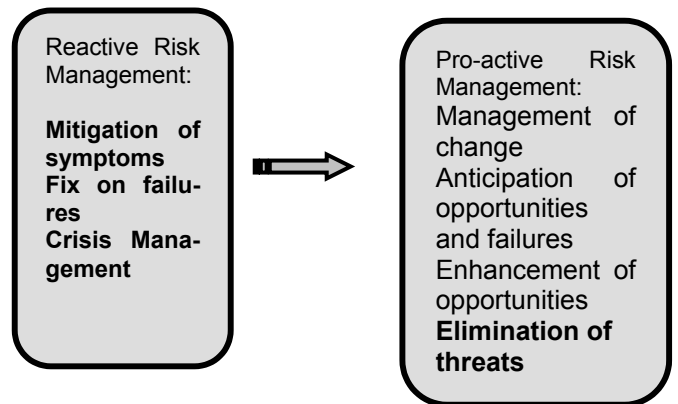 Reactive Risk
Management:
Mitigation of
symptoms
Fix on failu-
res
Crisis Mana-
gement
Pro-active Risk
Management:
Management of
change
Anticipation of
opportunities
and failures
Enhancement of
opportunities
Elimination of
threats